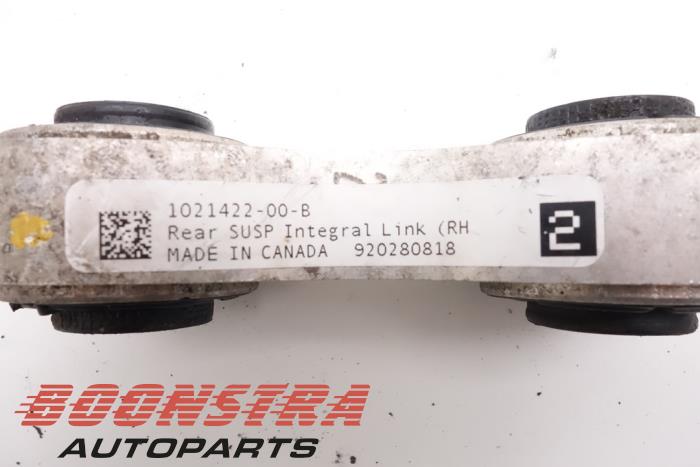 1021422-00-B
Rear SUSP Integral Link (RH
MADE IN CANADA 920280818
2
BOONSTRA
AUTOPARTS